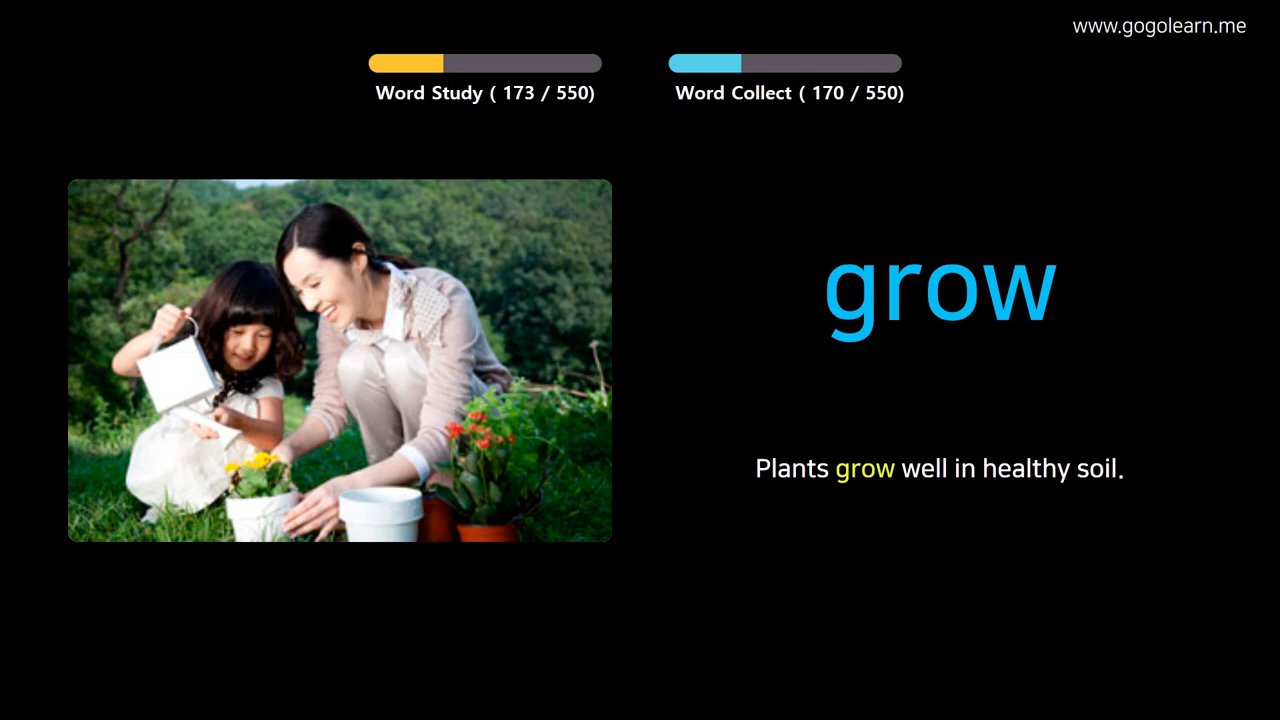 www.gogolearn.me
Word Study ( 173 / 550)
Word Collect ( 170 / 550)
grow
Plants grow well in healthy soil.